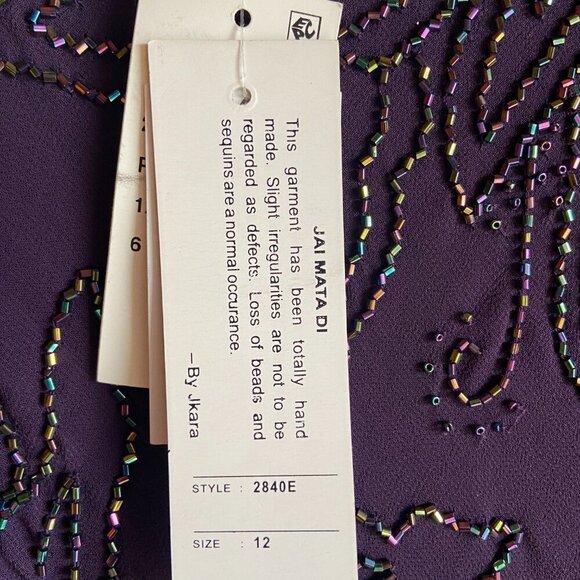 JAI MATA DI
This garment has been totally hand
made. Slight irregularities are not to be
regarded as defects. Loss of beads and
sequins are a normal occurance.
–By Jkara
STYLE : 2840E
SIZE : 12
6